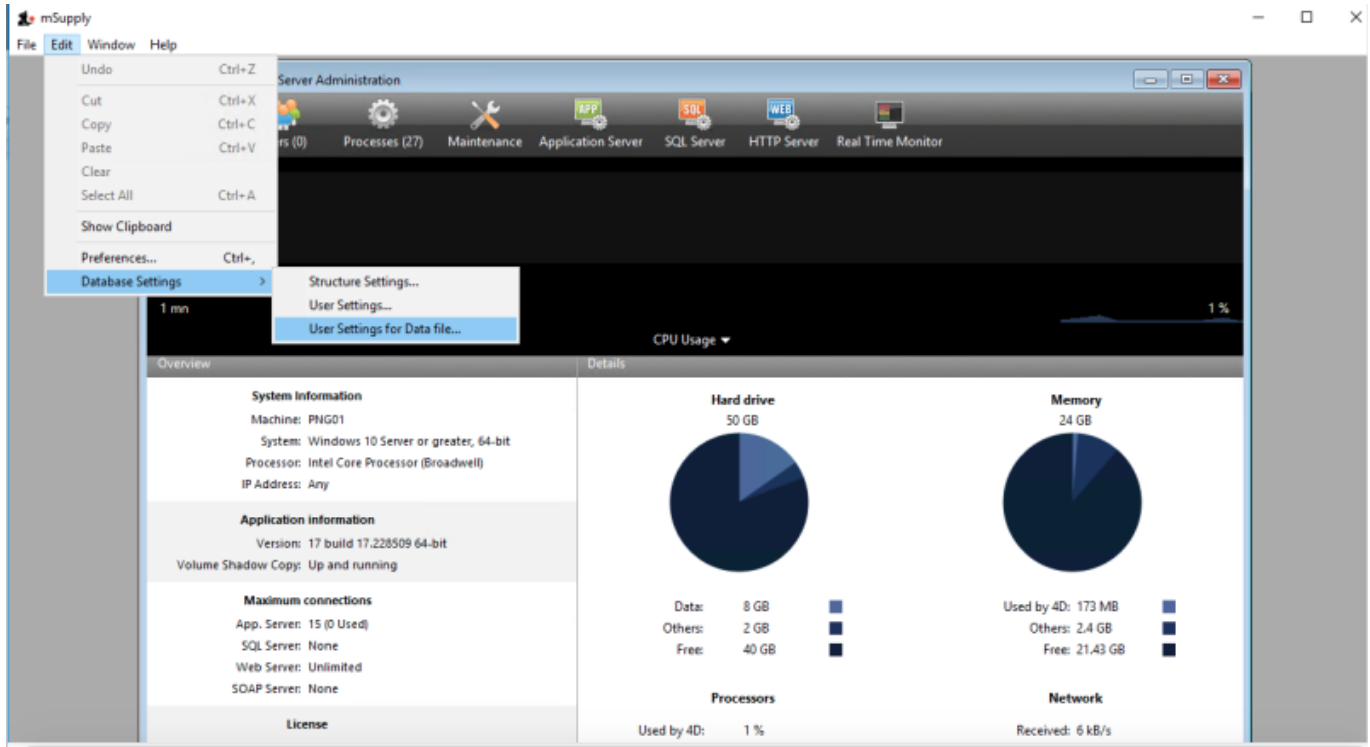 mSupply
File Edit Window Help
Undo Ctrl+Z
Cut Ctrl+X
Copy Ctrl+C
Paste Ctrl+V
Clear
Select All Ctrl+A
Show Clipboard
Preferences... Ctrl+,
Database Settings >
Structure Settings...
User Settings...
User Settings for Data file...
Server Administration
(0) Processes (27) Maintenance Application Server SQL Server HTTP Server Real Time Monitor
APP SQL WEB
1 mn 1 %
CPU Usage
Overview Details
System Information
Machine: PNG01
System: Windows 10 Server or greater, 64-bit
Processor: Intel Core Processor (Broadwell)
IP Address: Any
Application information
Version: 17 build 17.228509 64-bit
Volume Shadow Copy: Up and running
Maximum connections
App. Server: 15 (0 Used)
SQL Server: None
Web Server: Unlimited
SOAP Server: None
License
Hard drive
50 GB
Data: 8 GB
Others: 2 GB
Free: 40 GB
Processors
Used by 4D: 1 %
Memory
24 GB
Used by 4D: 173 MB
Others: 2.4 GB
Free: 21.43 GB
Network
Received: 6 kB/s